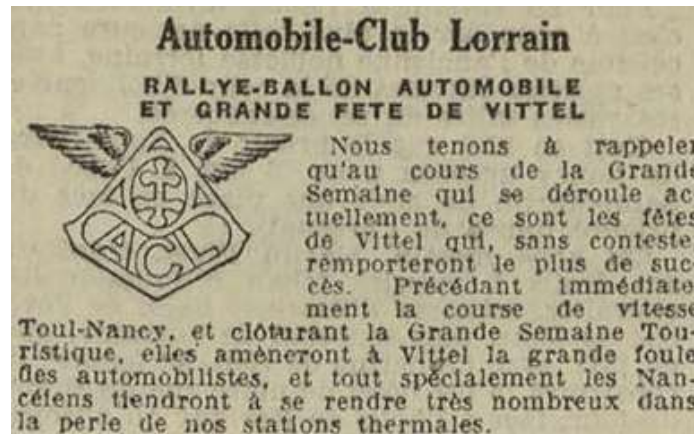 Automobile-Club Lorrain
RALLYE-BALLON AUTOMOBILE
ET GRANDE FETE DE VITTEL
ACL
Nous tenons à rappeler
qu'au cours de la Grande
Semaine qui se déroule ac-
tuellement, ce sont les fêtes
de Vittel qui, sans conteste,
remporteront le plus de suc-
cès. Précédant immédiate-
ment la course de vitesse
Toul-Nancy, et clôturant la Grande Semaine Tou-
ristique, elles amèneront à Vittel la grande foule
des automobilistes, et tout spécialement les Nan-
céiens tiendront à se rendre très nombreux dans
la perle de nos stations thermales.